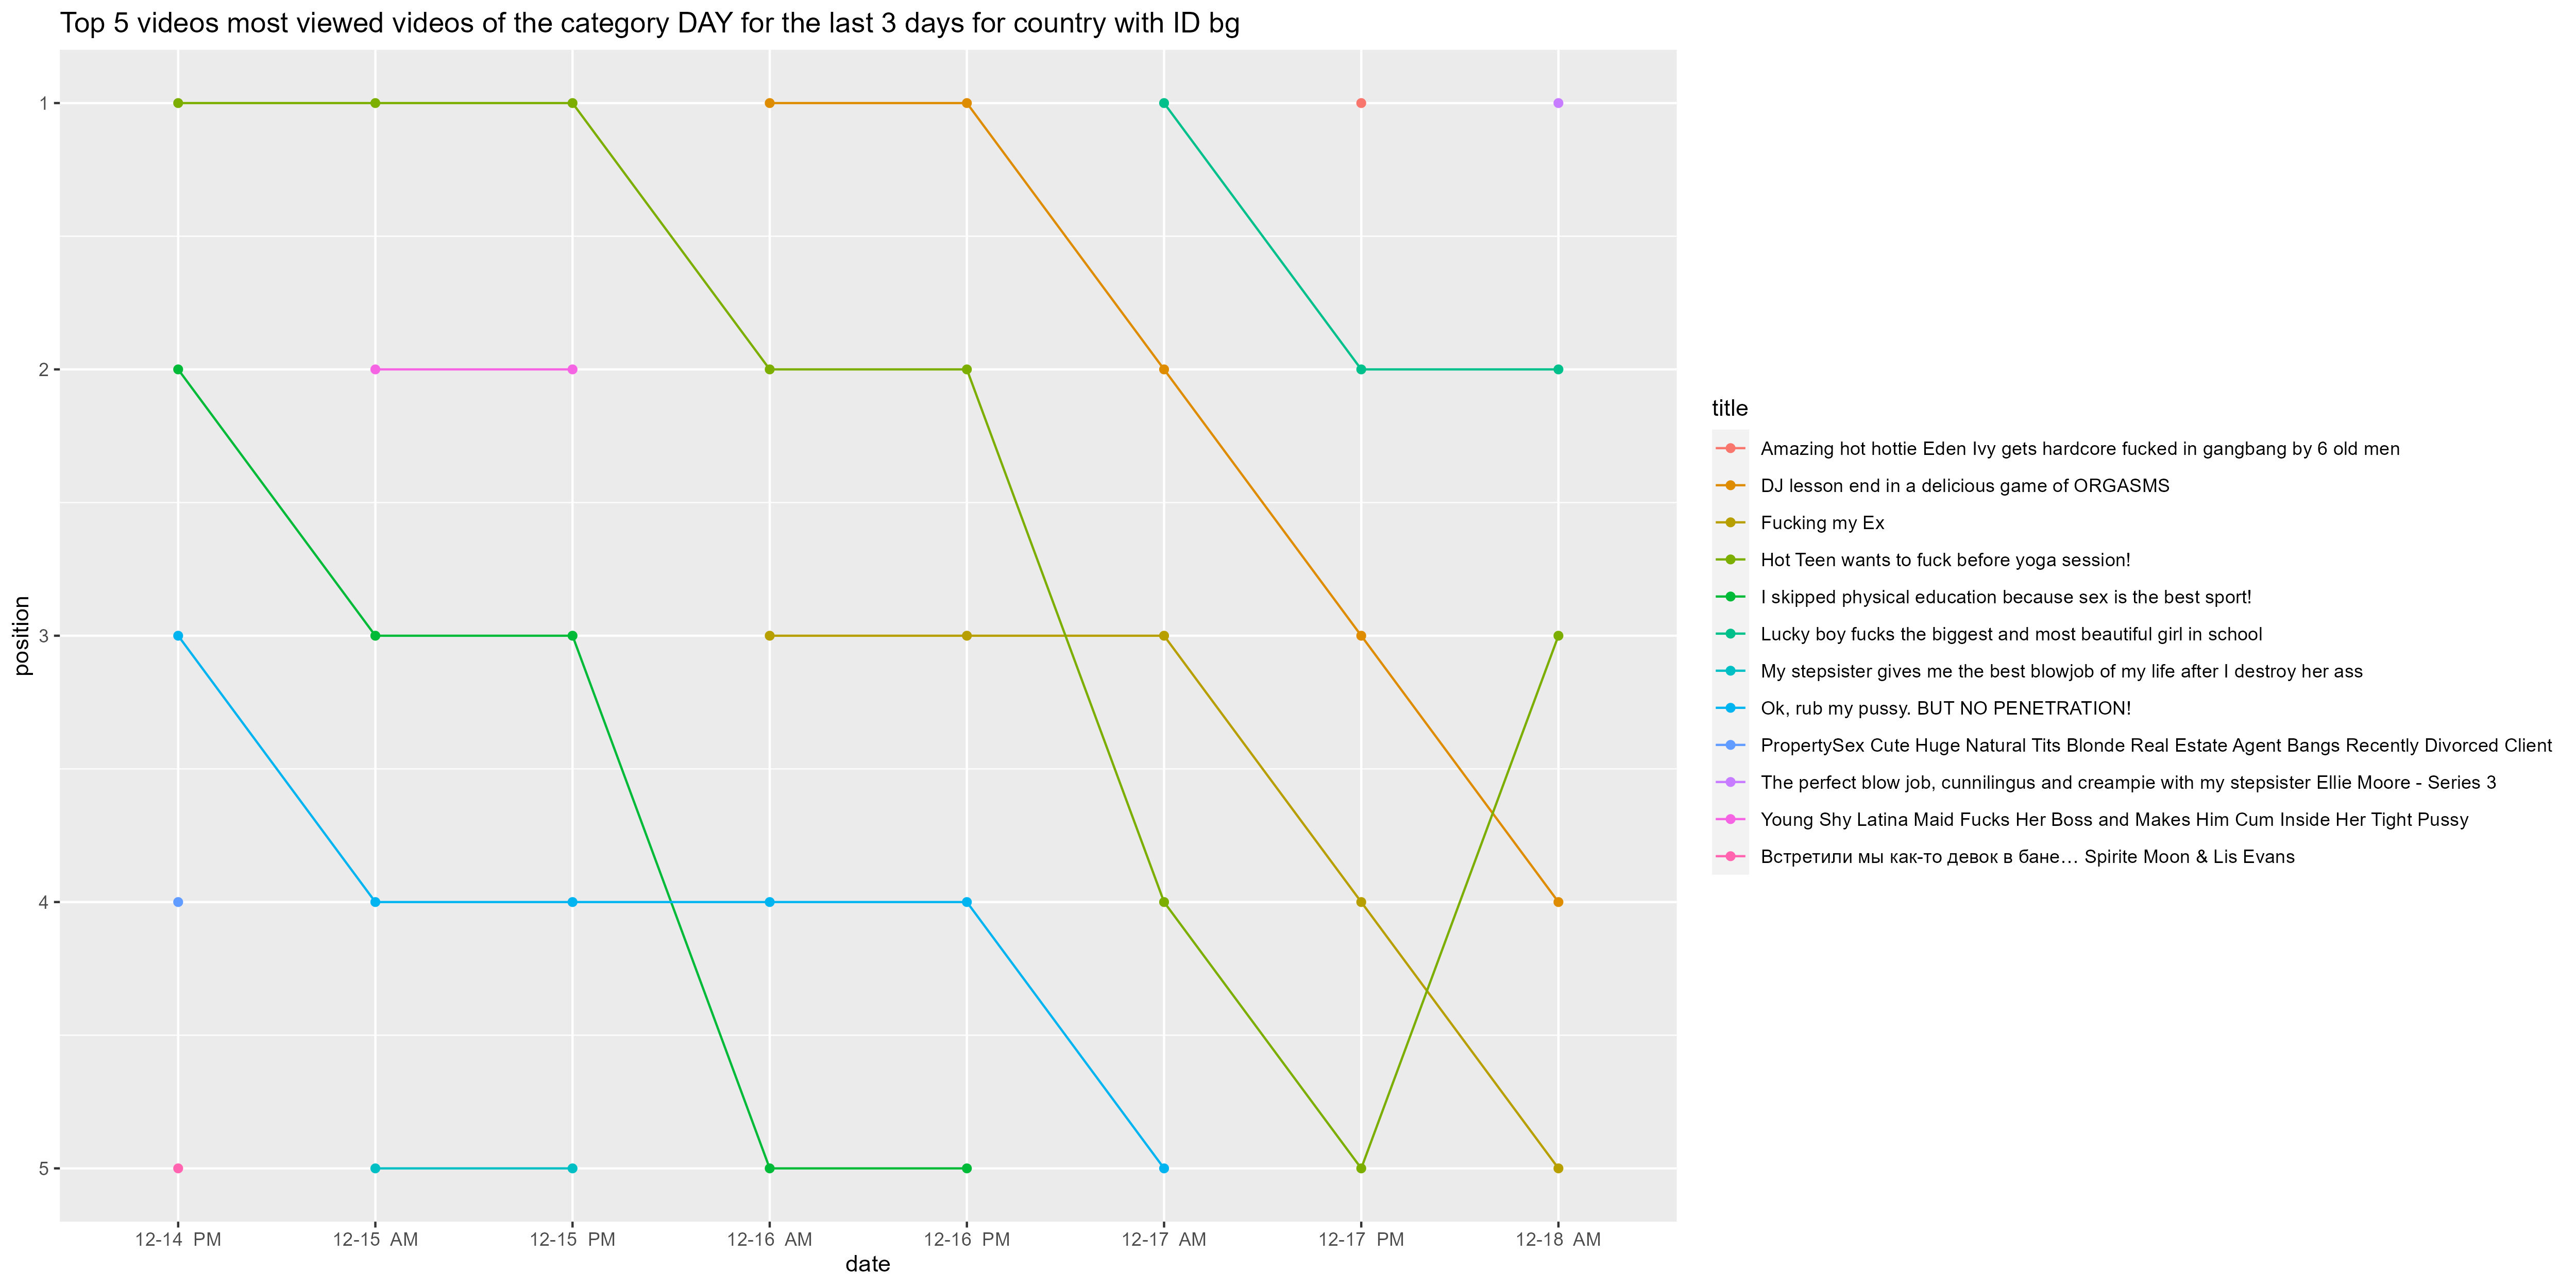 Top 5 videos most viewed videos of the category DAY for the last 3 days for country with ID bg
position
1
2
3
4
5
12-14 PM
12-15 AM
12-15 PM
12-16 AM
12-16 PM
12-17 AM
12-17 PM
12-18 AM
date
title
Amazing hot hottie Eden Ivy gets hardcore fucked in gangbang by 6 old men
DJ lesson end in a delicious game of ORGASMS
Fucking my Ex
Hot Teen wants to fuck before yoga session!
I skipped physical education because sex is the best sport!
Lucky boy fucks the biggest and most beautiful girl in school
My stepsister gives me the best blowjob of my life after I destroy her ass
Ok, rub my pussy. BUT NO PENETRATION!
PropertySex Cute Huge Natural Tits Blonde Real Estate Agent Bangs Recently Divorced Client
The perfect blow job, cunnilingus and creampie with my stepsister Ellie Moore - Series 3
Young Shy Latina Maid Fucks Her Boss and Makes Him Cum Inside Her Tight Pussy
Встретили мы как-то девок в бане… Spirite Moon & Lis Evans